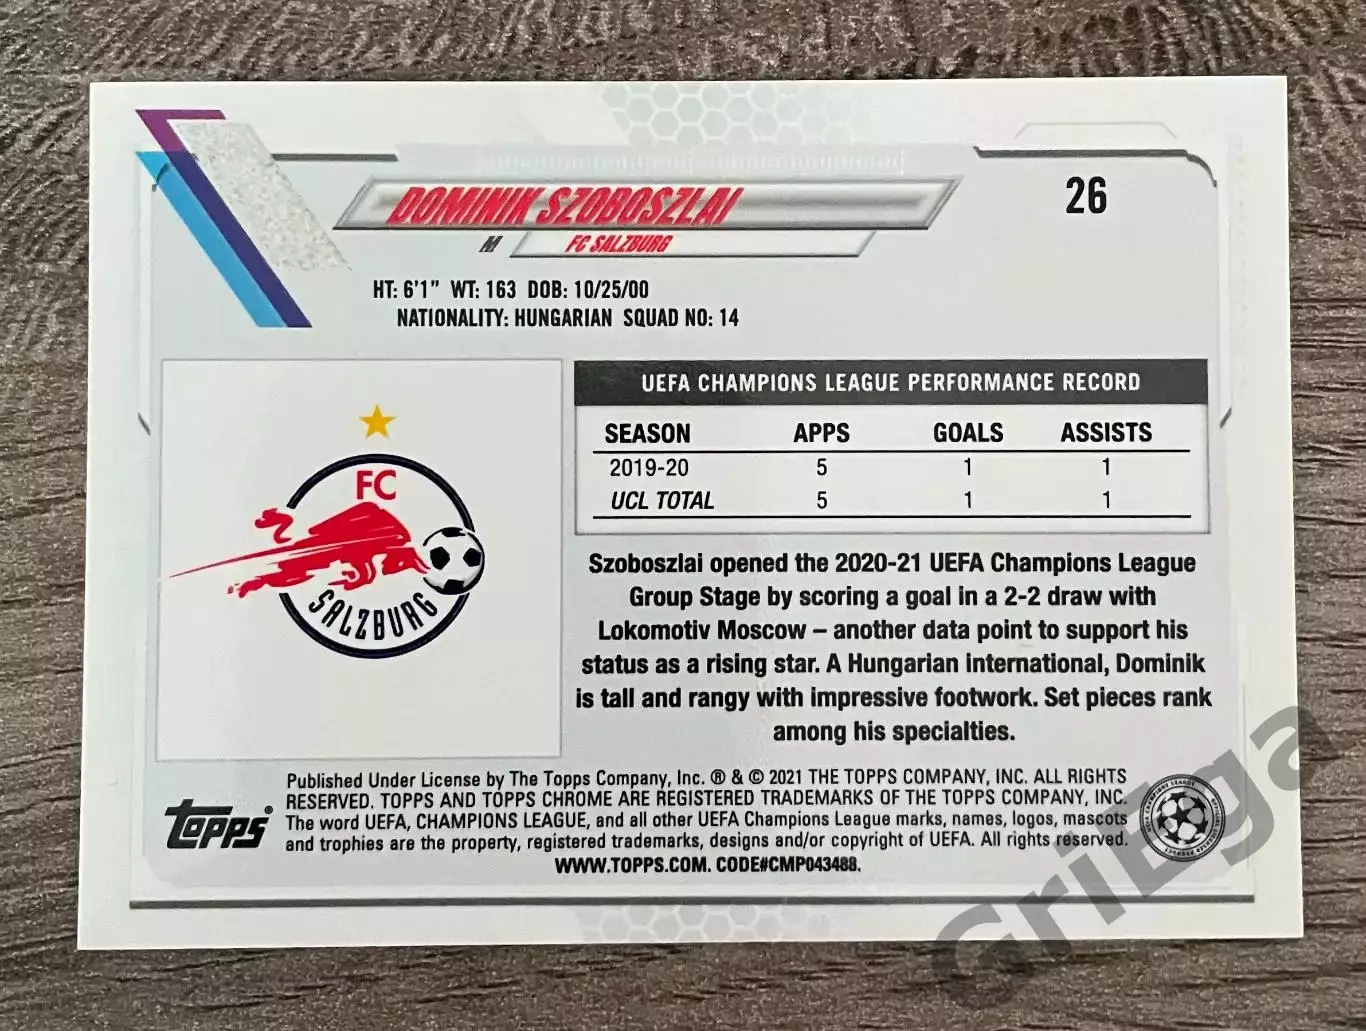 26
DOMINIK SZOBOSZLAI
M FC SALZBURG
HT: 6'1" WT: 163 DOB: 10/25/00
NATIONALITY: HUNGARIAN SQUAD NO: 14
FC
SALZBURG
UEFA CHAMPIONS LEAGUE PERFORMANCE RECORD
SEASON APPS GOALS ASSISTS
2019-20 5 1 1
UCL TOTAL 5 1 1
Szoboszlai opened the 2020-21 UEFA Champions League
Group Stage by scoring a goal in a 2-2 draw with
Lokomotiv Moscow – another data point to support his
status as a rising star. A Hungarian international, Dominik
is tall and rangy with impressive footwork. Set pieces rank
among his specialties.
Topps®
Published Under License by The Topps Company, Inc. ® & © 2021 THE TOPPS COMPANY, INC. ALL RIGHTS
RESERVED. TOPPS AND TOPPS CHROME ARE REGISTERED TRADEMARKS OF THE TOPPS COMPANY, INC.
The word UEFA, CHAMPIONS LEAGUE, and all other UEFA Champions League marks, names, logos, mascots
and trophies are the property, registered trademarks, designs and/or copyright of UEFA. All rights reserved.
WWW.TOPPS.COM. CODE#CMP043488.
GriEga